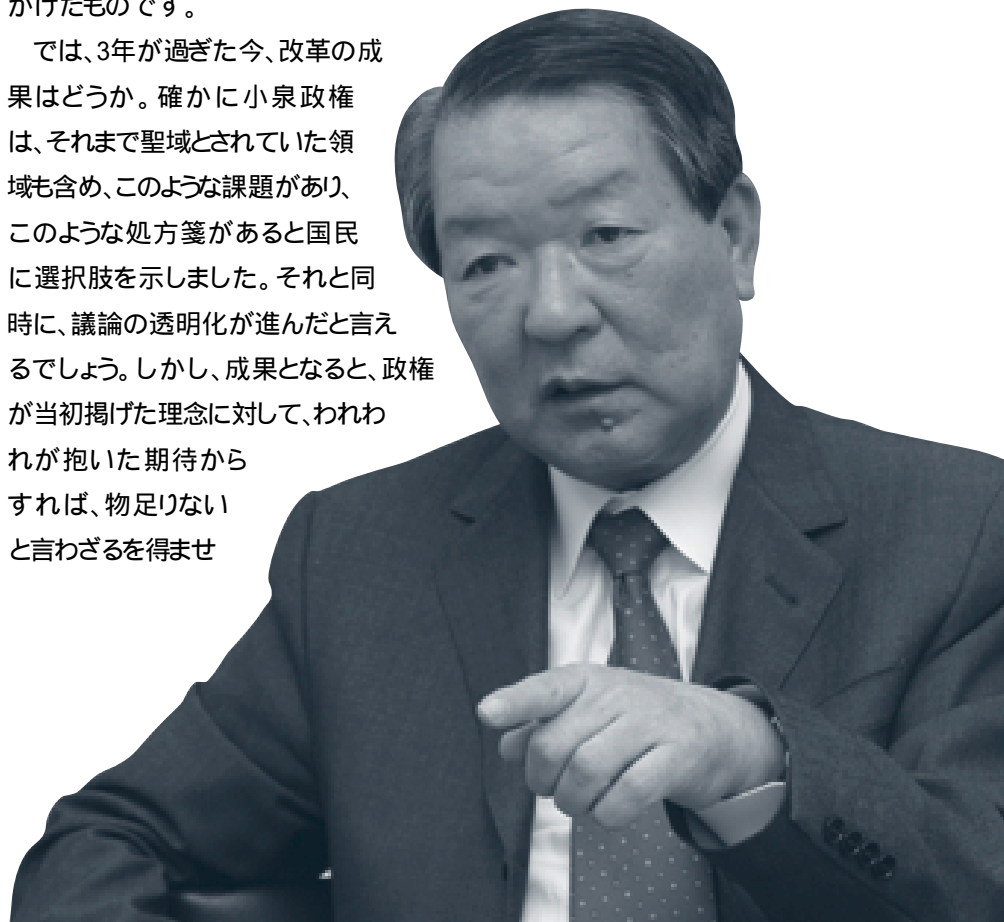 かけたものです。
では、3年が過ぎた今、改革の成
果はどうか。確かに小泉政権
は、それまで聖域とされていた領
域も含め、このような課題があり、
このような処方箋があると国民
に選択肢を示しました。それと同
時に、議論の透明化が進んだと言え
るでしょう。しかし、成果となると、政権
が当初掲げた理念に対して、われわ
れが抱いた期待から
すれば、物足りない
と言わざるを得ませ